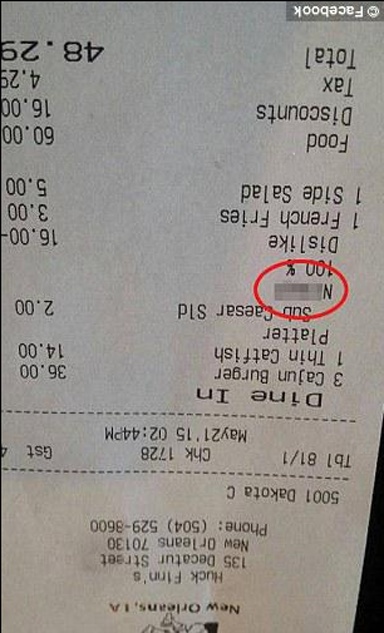 New Orleans, LA
Huck Finn's
135 Decatur Street
New Orleans 70130
Phone: (504) 529-8600
5001 Dakota C
Tbl 81/1 Chk 1728 Gst 4
May21'15 02:44PM
Dine In
3 Cajun Burger 36.00
1 Thin Catfish 14.00
Platter
Sub Caesar Sld 2.00
N
100 %
Dislike 16.00-
1 French Fries 3.00
1 Side Salad 5.00
Food 60.00
Discounts 16.00
Tax 4.29
Total 48.29
© Facebook